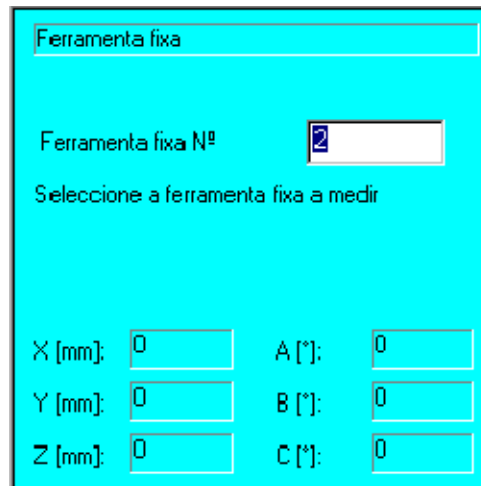 Ferramenta fixa
Ferramenta fixa Nº 2
Seleccione a ferramenta fixa a medir
X [mm]: 0 A [°]: 0
Y [mm]: 0 B [°]: 0
Z [mm]: 0 C [°]: 0